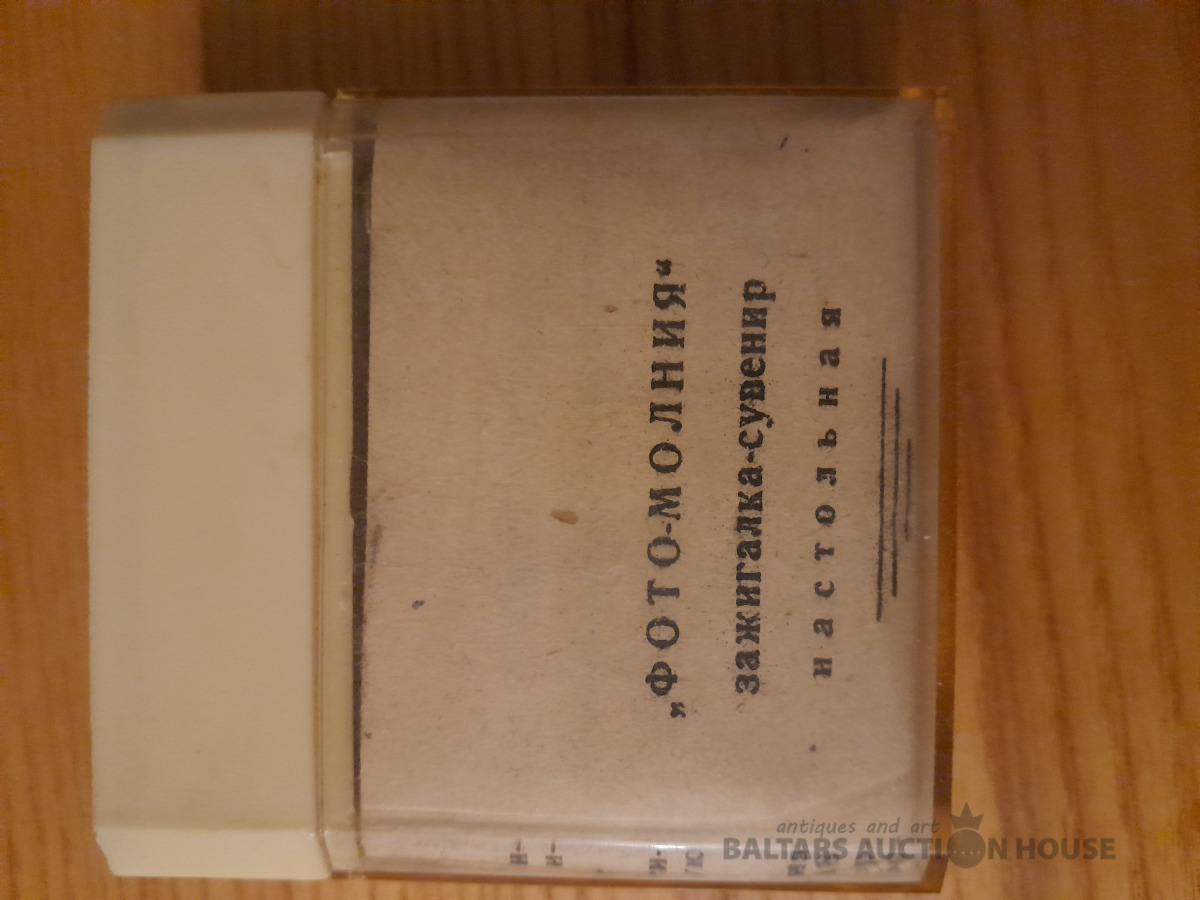 „ФОТО-МОЛНИЯ“
зажигалка-сувенир
настольная
antiques and art
BALTARS AUCTION HOUSE